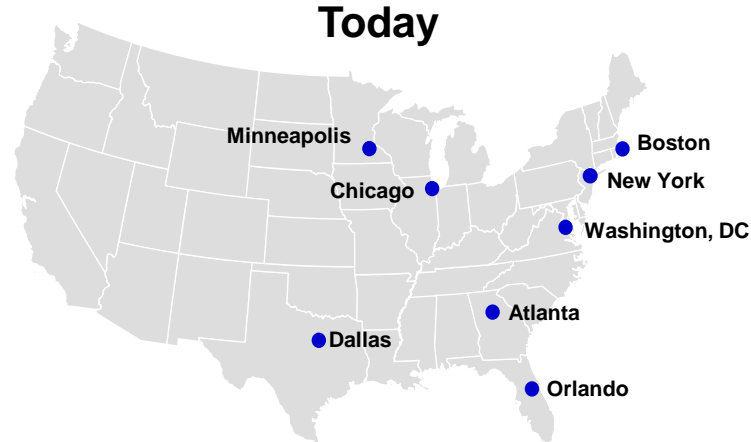 Today
Minneapolis
Boston
Chicago
New York
Washington, DC
Atlanta
Dallas
Orlando